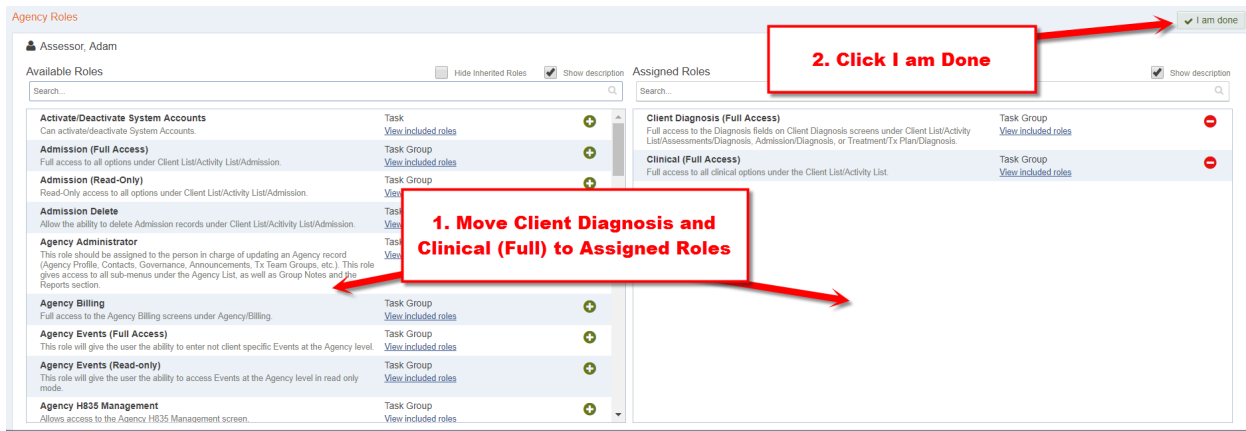 Agency Roles
I am done
Assessor, Adam
2. Click I am Done
Available Roles
Hide Inherited Roles
Show description
Assigned Roles
Show description
Search...
Search...
Activate/Deactivate System Accounts
Task
Can activate/deactivate System Accounts.
View included roles
Admission (Full Access)
Task Group
Full access to all options under Client List/Activity List/Admission.
View included roles
Admission (Read-Only)
Task Group
Read-Only access to all options under Client List/Activity List/Admission.
Admission Delete
Allow the ability to delete Admission records under Client List/Acitivity List/Admission.
Agency Administrator
This role should be assigned to the person in charge of updating an Agency record
(Agency Profile, Contacts, Governance, Announcements, Tx Team Groups, etc.). This role
gives access to all sub-menus under the Agency List, as well as Group Notes and the
Reports section.
Agency Billing
Task Group
Full access to the Agency Billing screens under Agency/Billing.
View included roles
Agency Events (Full Access)
Task Group
This role will give the user the ability to enter not client specific Events at the Agency level.
View included roles
Agency Events (Read-only)
Task Group
This role will give the user the ability to access Events at the Agency level in read only
mode.
View included roles
Agency H835 Management
Task Group
Allows access to the Agency H835 Management screen.
View included roles
Client Diagnosis (Full Access)
Task Group
Full access to the Diagnosis fields on Client Diagnosis screens under Client List/Activity
List/Assessments/Diagnosis, Admission/Diagnosis, or Treatment/Tx Plan/Diagnosis.
View included roles
Clinical (Full Access)
Task Group
Full access to all clinical options under the Client List/Activity List.
View included roles
1. Move Client Diagnosis and
Clinical (Full) to Assigned Roles